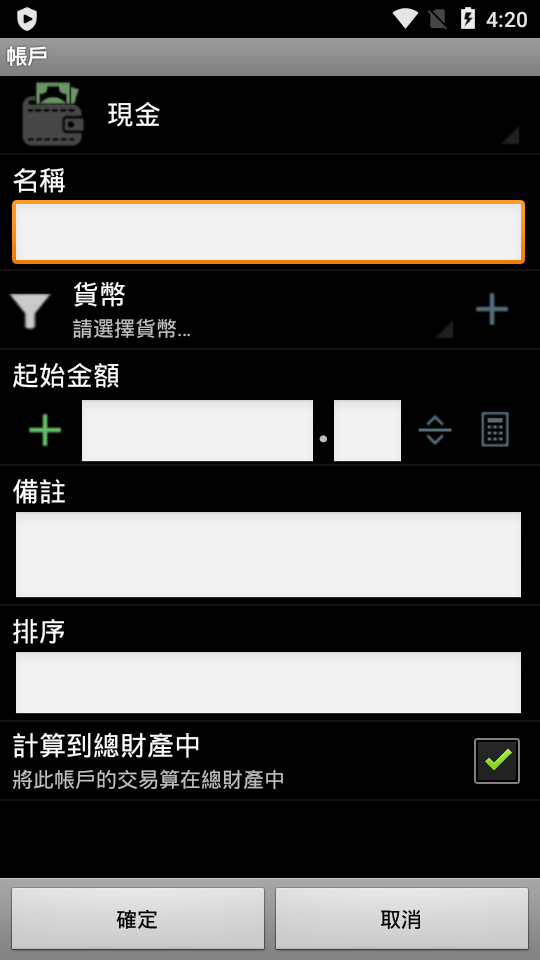 4:20
帳戶
現金
名稱
貨幣
請選擇貨幣...
起始金額
.
備註
排序
計算到總財產中
將此帳戶的交易算在總財產中
確定
取消